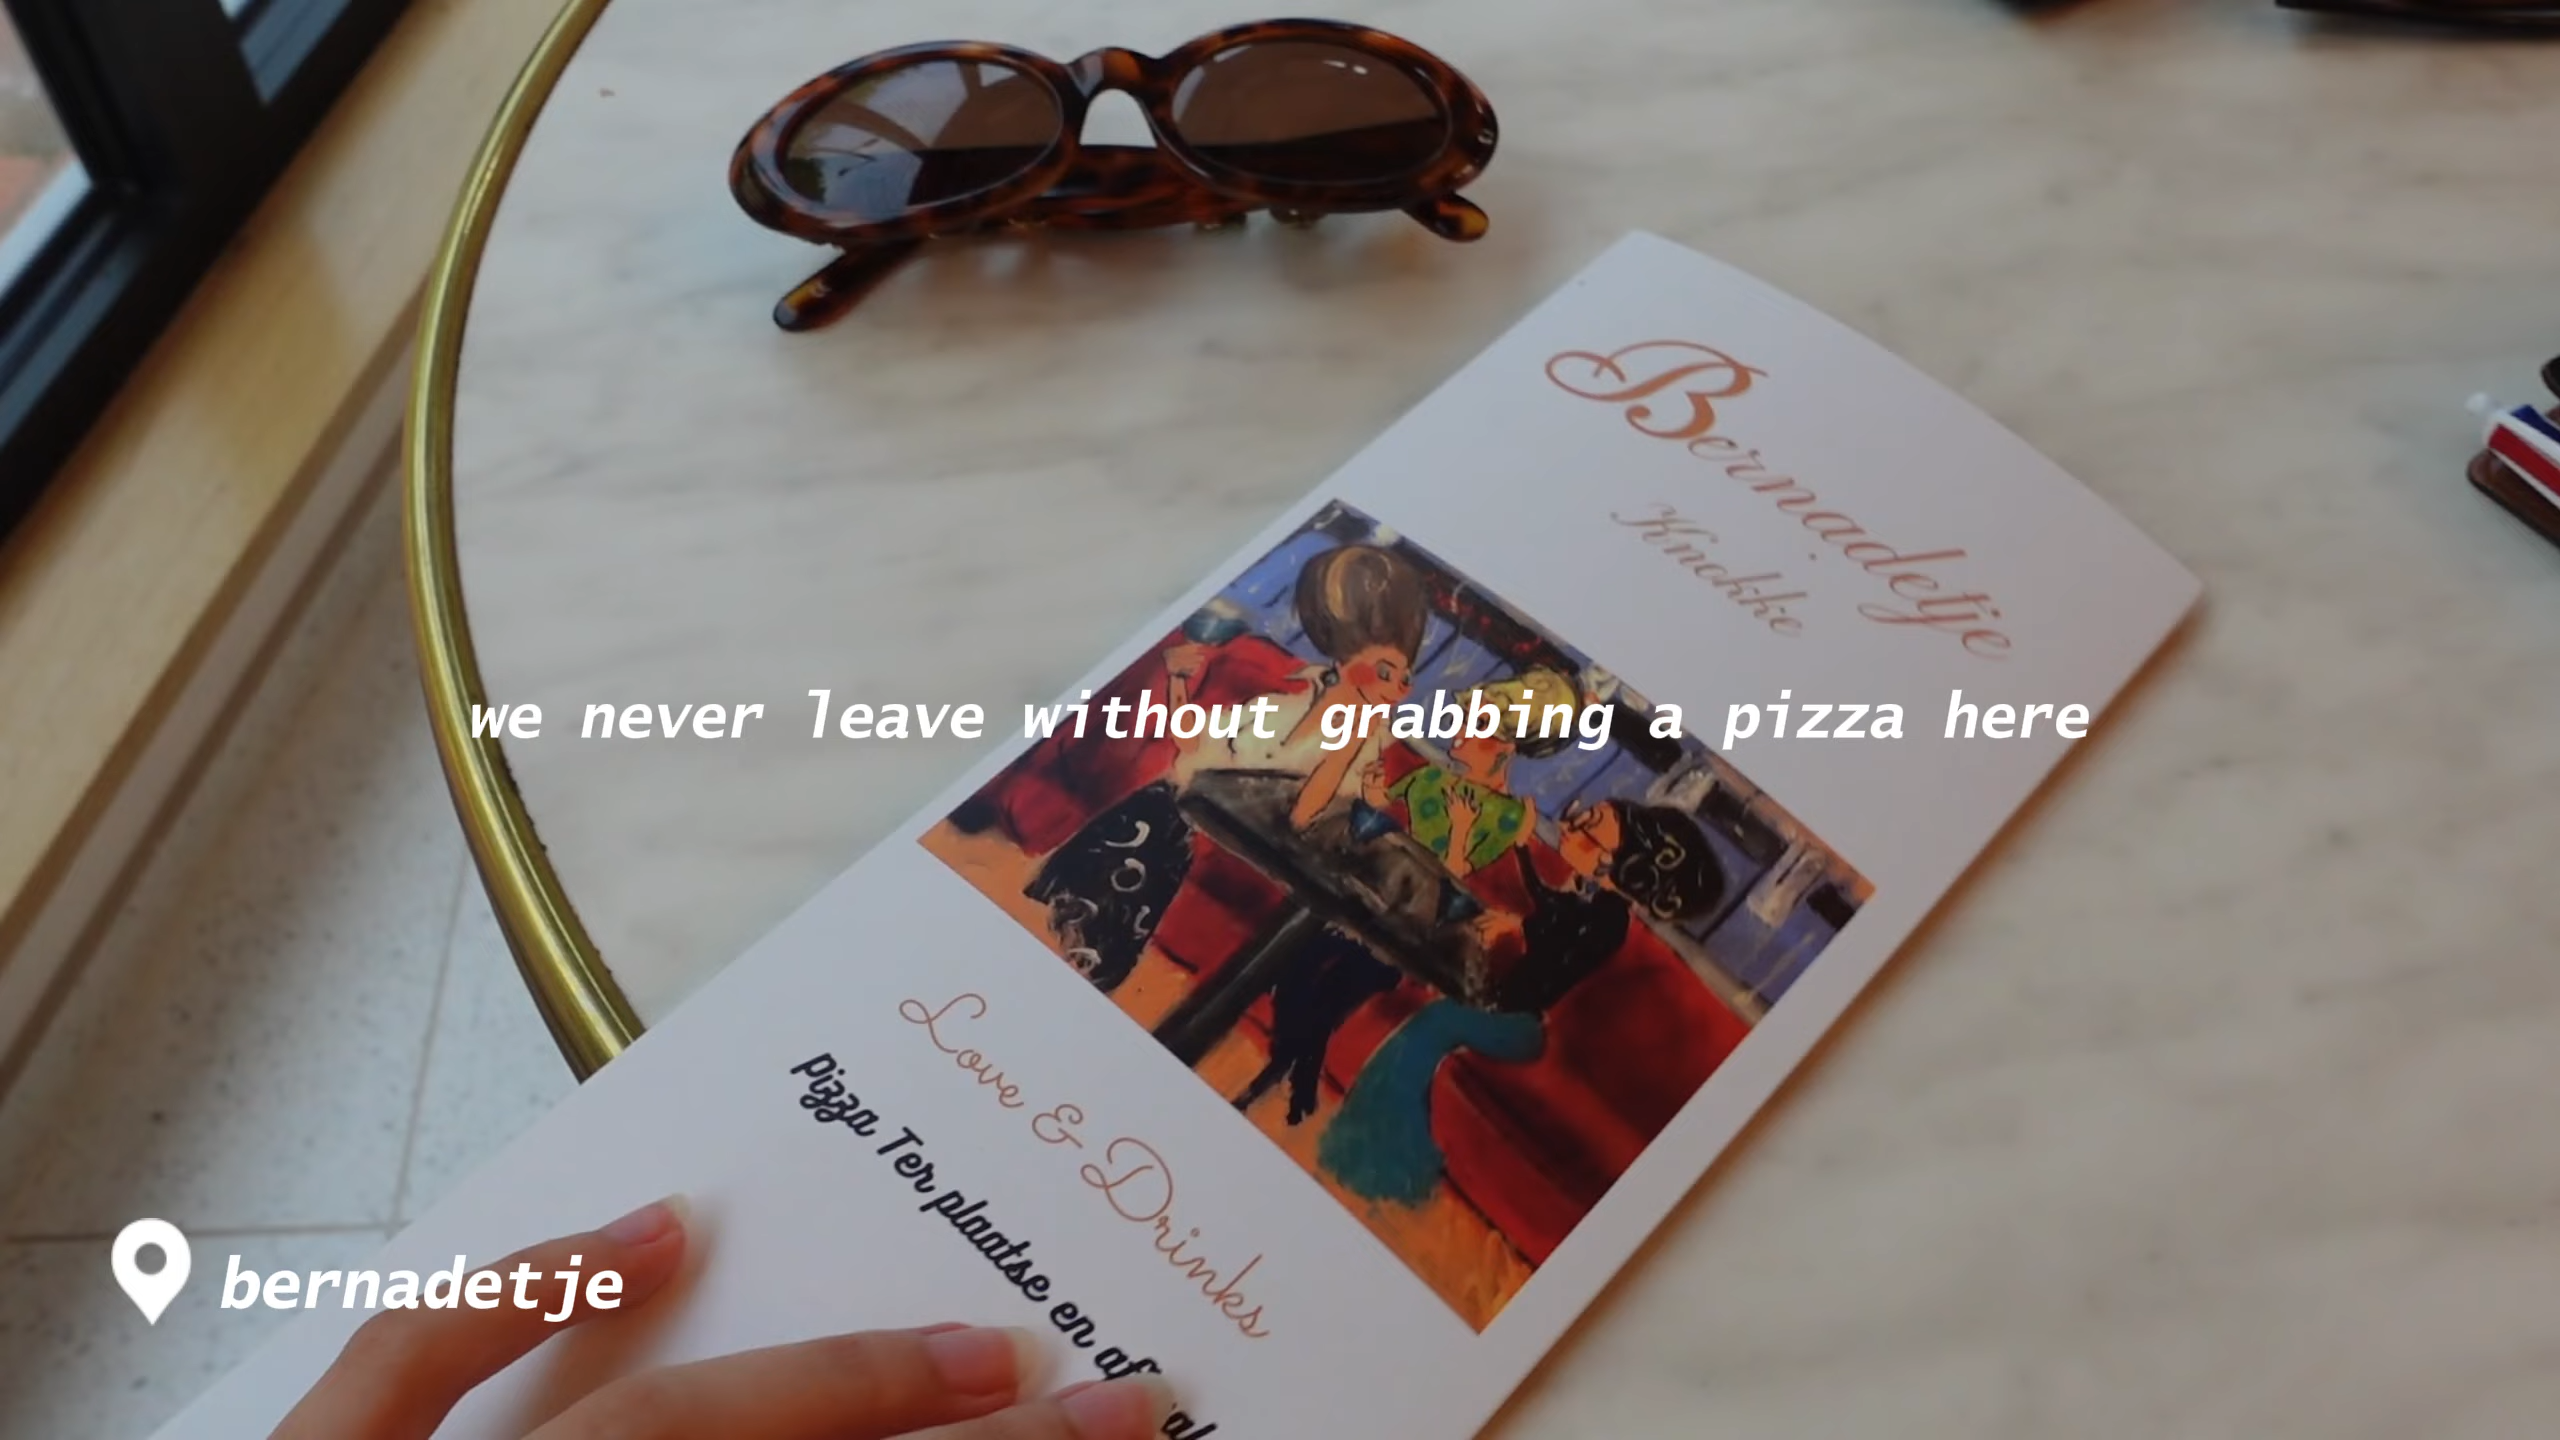 Bernadetje
Knokke
we never leave without grabbing a pizza here
Love & Drinks
Pizza Ter plaatse en
bernadetje